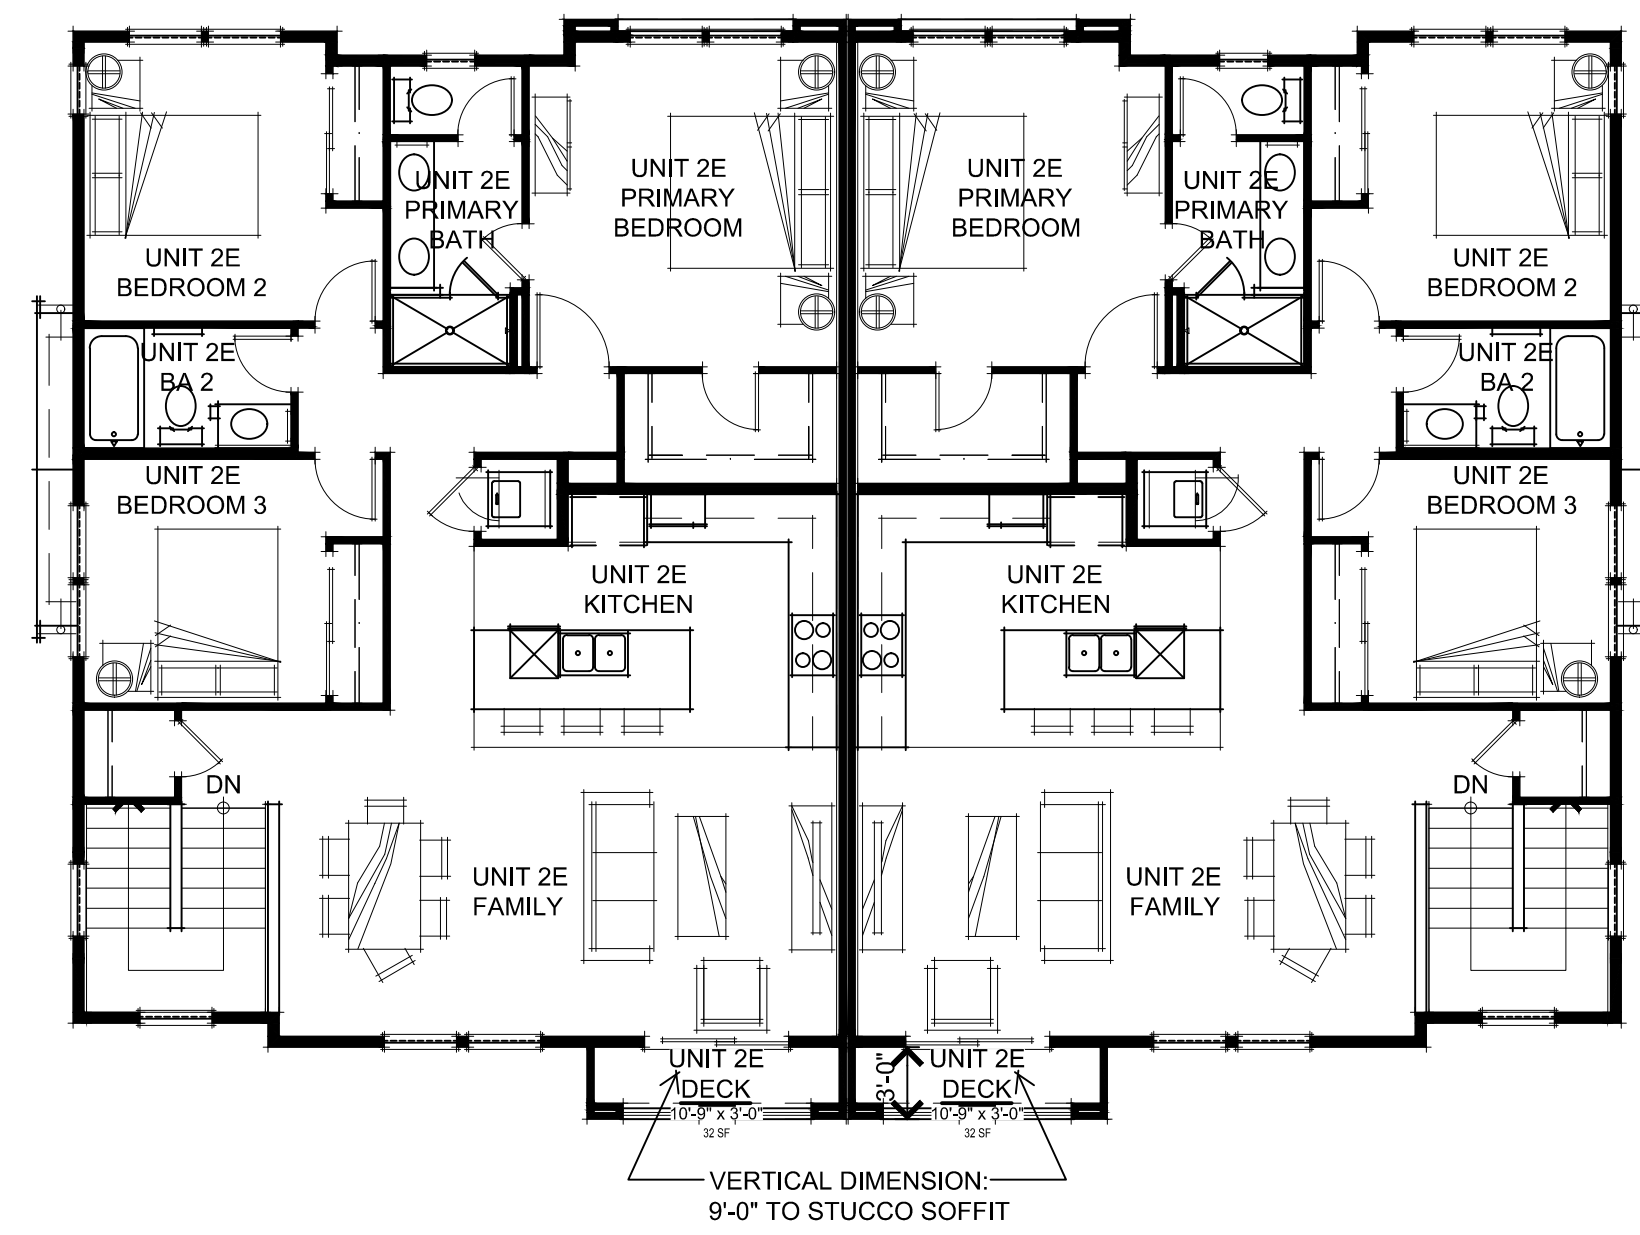 UNIT 2E
PRIMARY
BEDROOM
UNIT 2E
PRIMARY
BEDROOM
UNIT 2E
PRIMARY
BATH
UNIT 2E
PRIMARY
BATH
UNIT 2E
BEDROOM 2
UNIT 2E
BEDROOM 2
UNIT 2E
BA 2
UNIT 2E
BA 2
UNIT 2E
BEDROOM 3
UNIT 2E
BEDROOM 3
UNIT 2E
KITCHEN
UNIT 2E
KITCHEN
DN
DN
UNIT 2E
FAMILY
UNIT 2E
FAMILY
UNIT 2E
DECK
10'-9" x 3'-0"
32 SF
3'-0"
UNIT 2E
DECK
10'-9" x 3'-0"
32 SF
VERTICAL DIMENSION:
9'-0" TO STUCCO SOFFIT